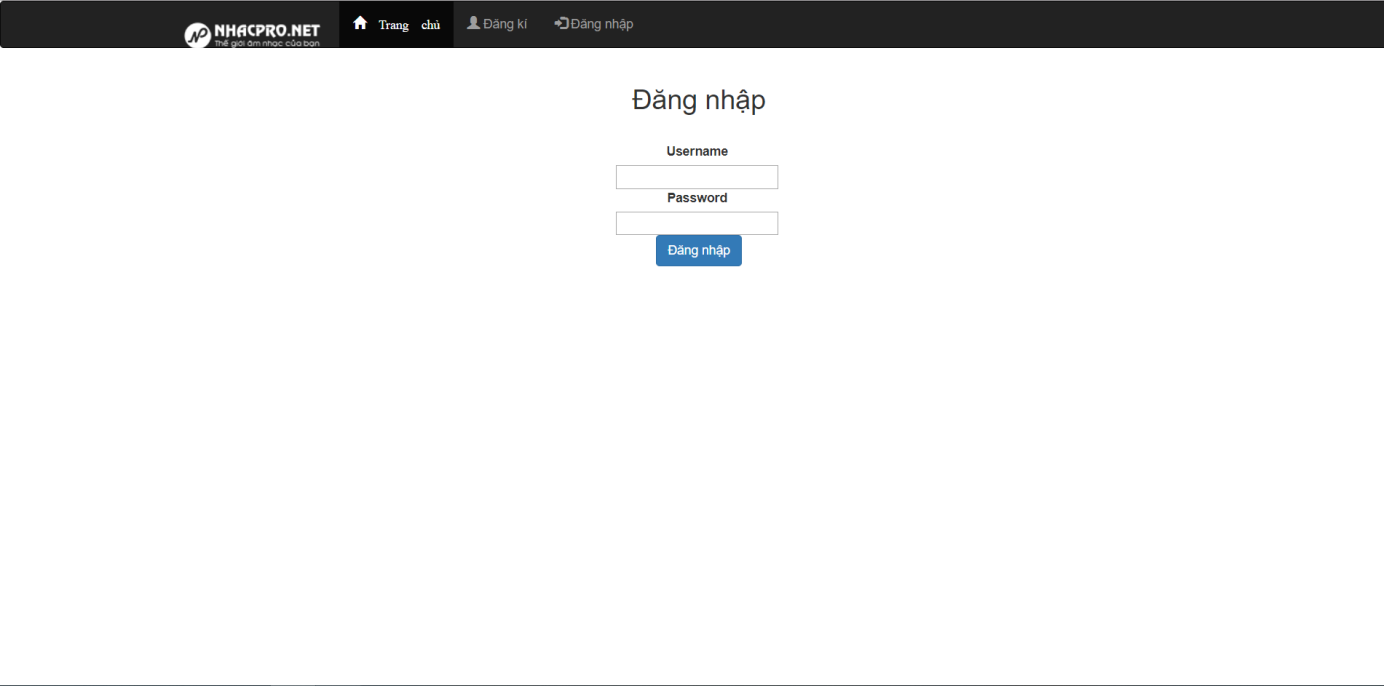 NHACPRO.NET
Thế giới âm nhạc của bạn
Trang chủ Đăng kí Đăng nhập
Đăng nhập
Username
Password
Đăng nhập